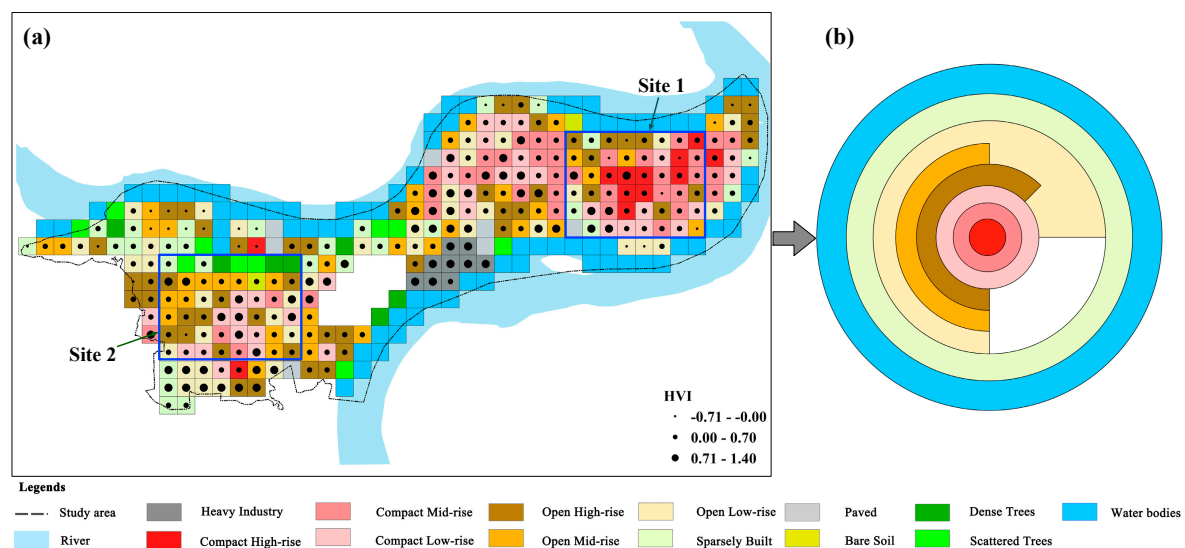 (a)
(b)
Site 1
Site 2
HVI
-0.71 - -0.00
0.00 - 0.70
0.71 - 1.40
Legends
Study area
Heavy Industry
Compact Mid-rise
Open High-rise
Open Low-rise
Paved
Dense Trees
Water bodies
River
Compact High-rise
Compact Low-rise
Open Mid-rise
Sparsely Built
Bare Soil
Scattered Trees